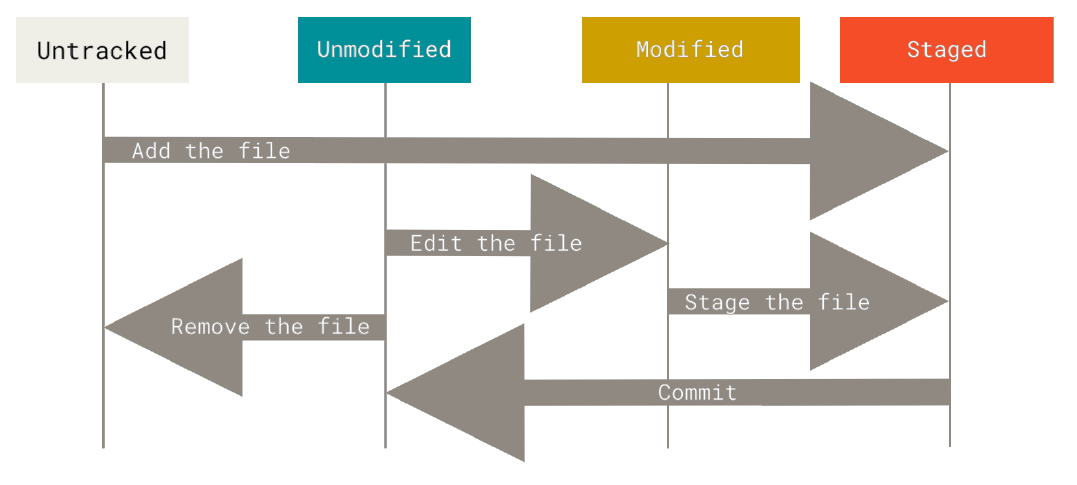 Untracked
Unmodified
Modified
Staged
Add the file
Edit the file
Stage the file
Remove the file
Commit